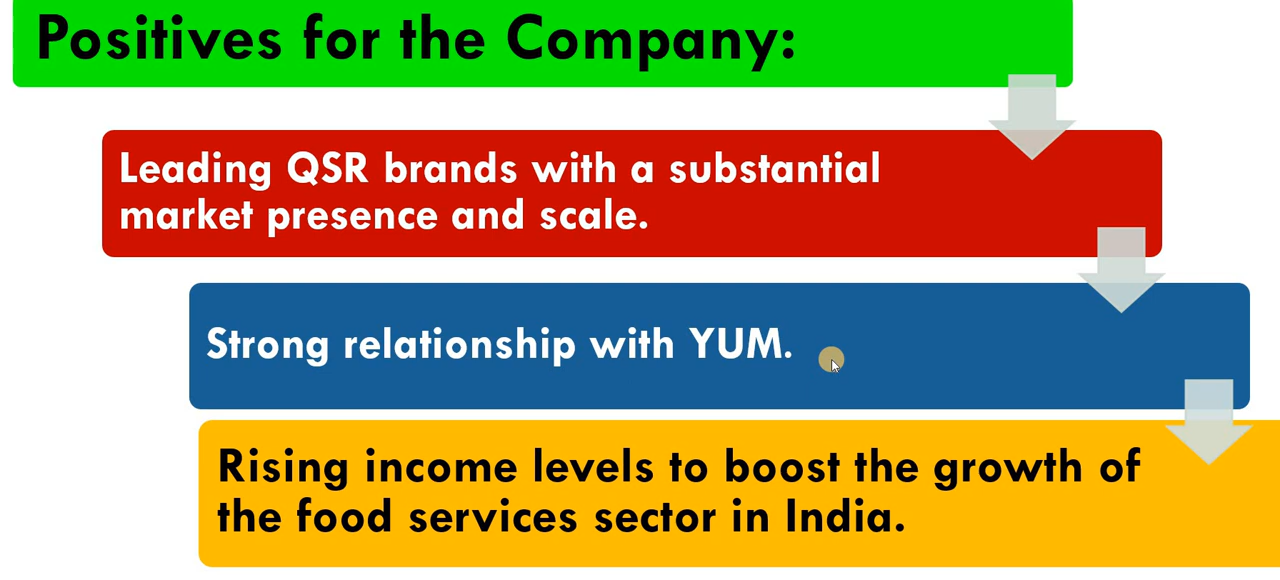 Positives for the Company:
Leading QSR brands with a substantial
market presence and scale.
Strong relationship with YUM.
Rising income levels to boost the growth of
the food services sector in India.